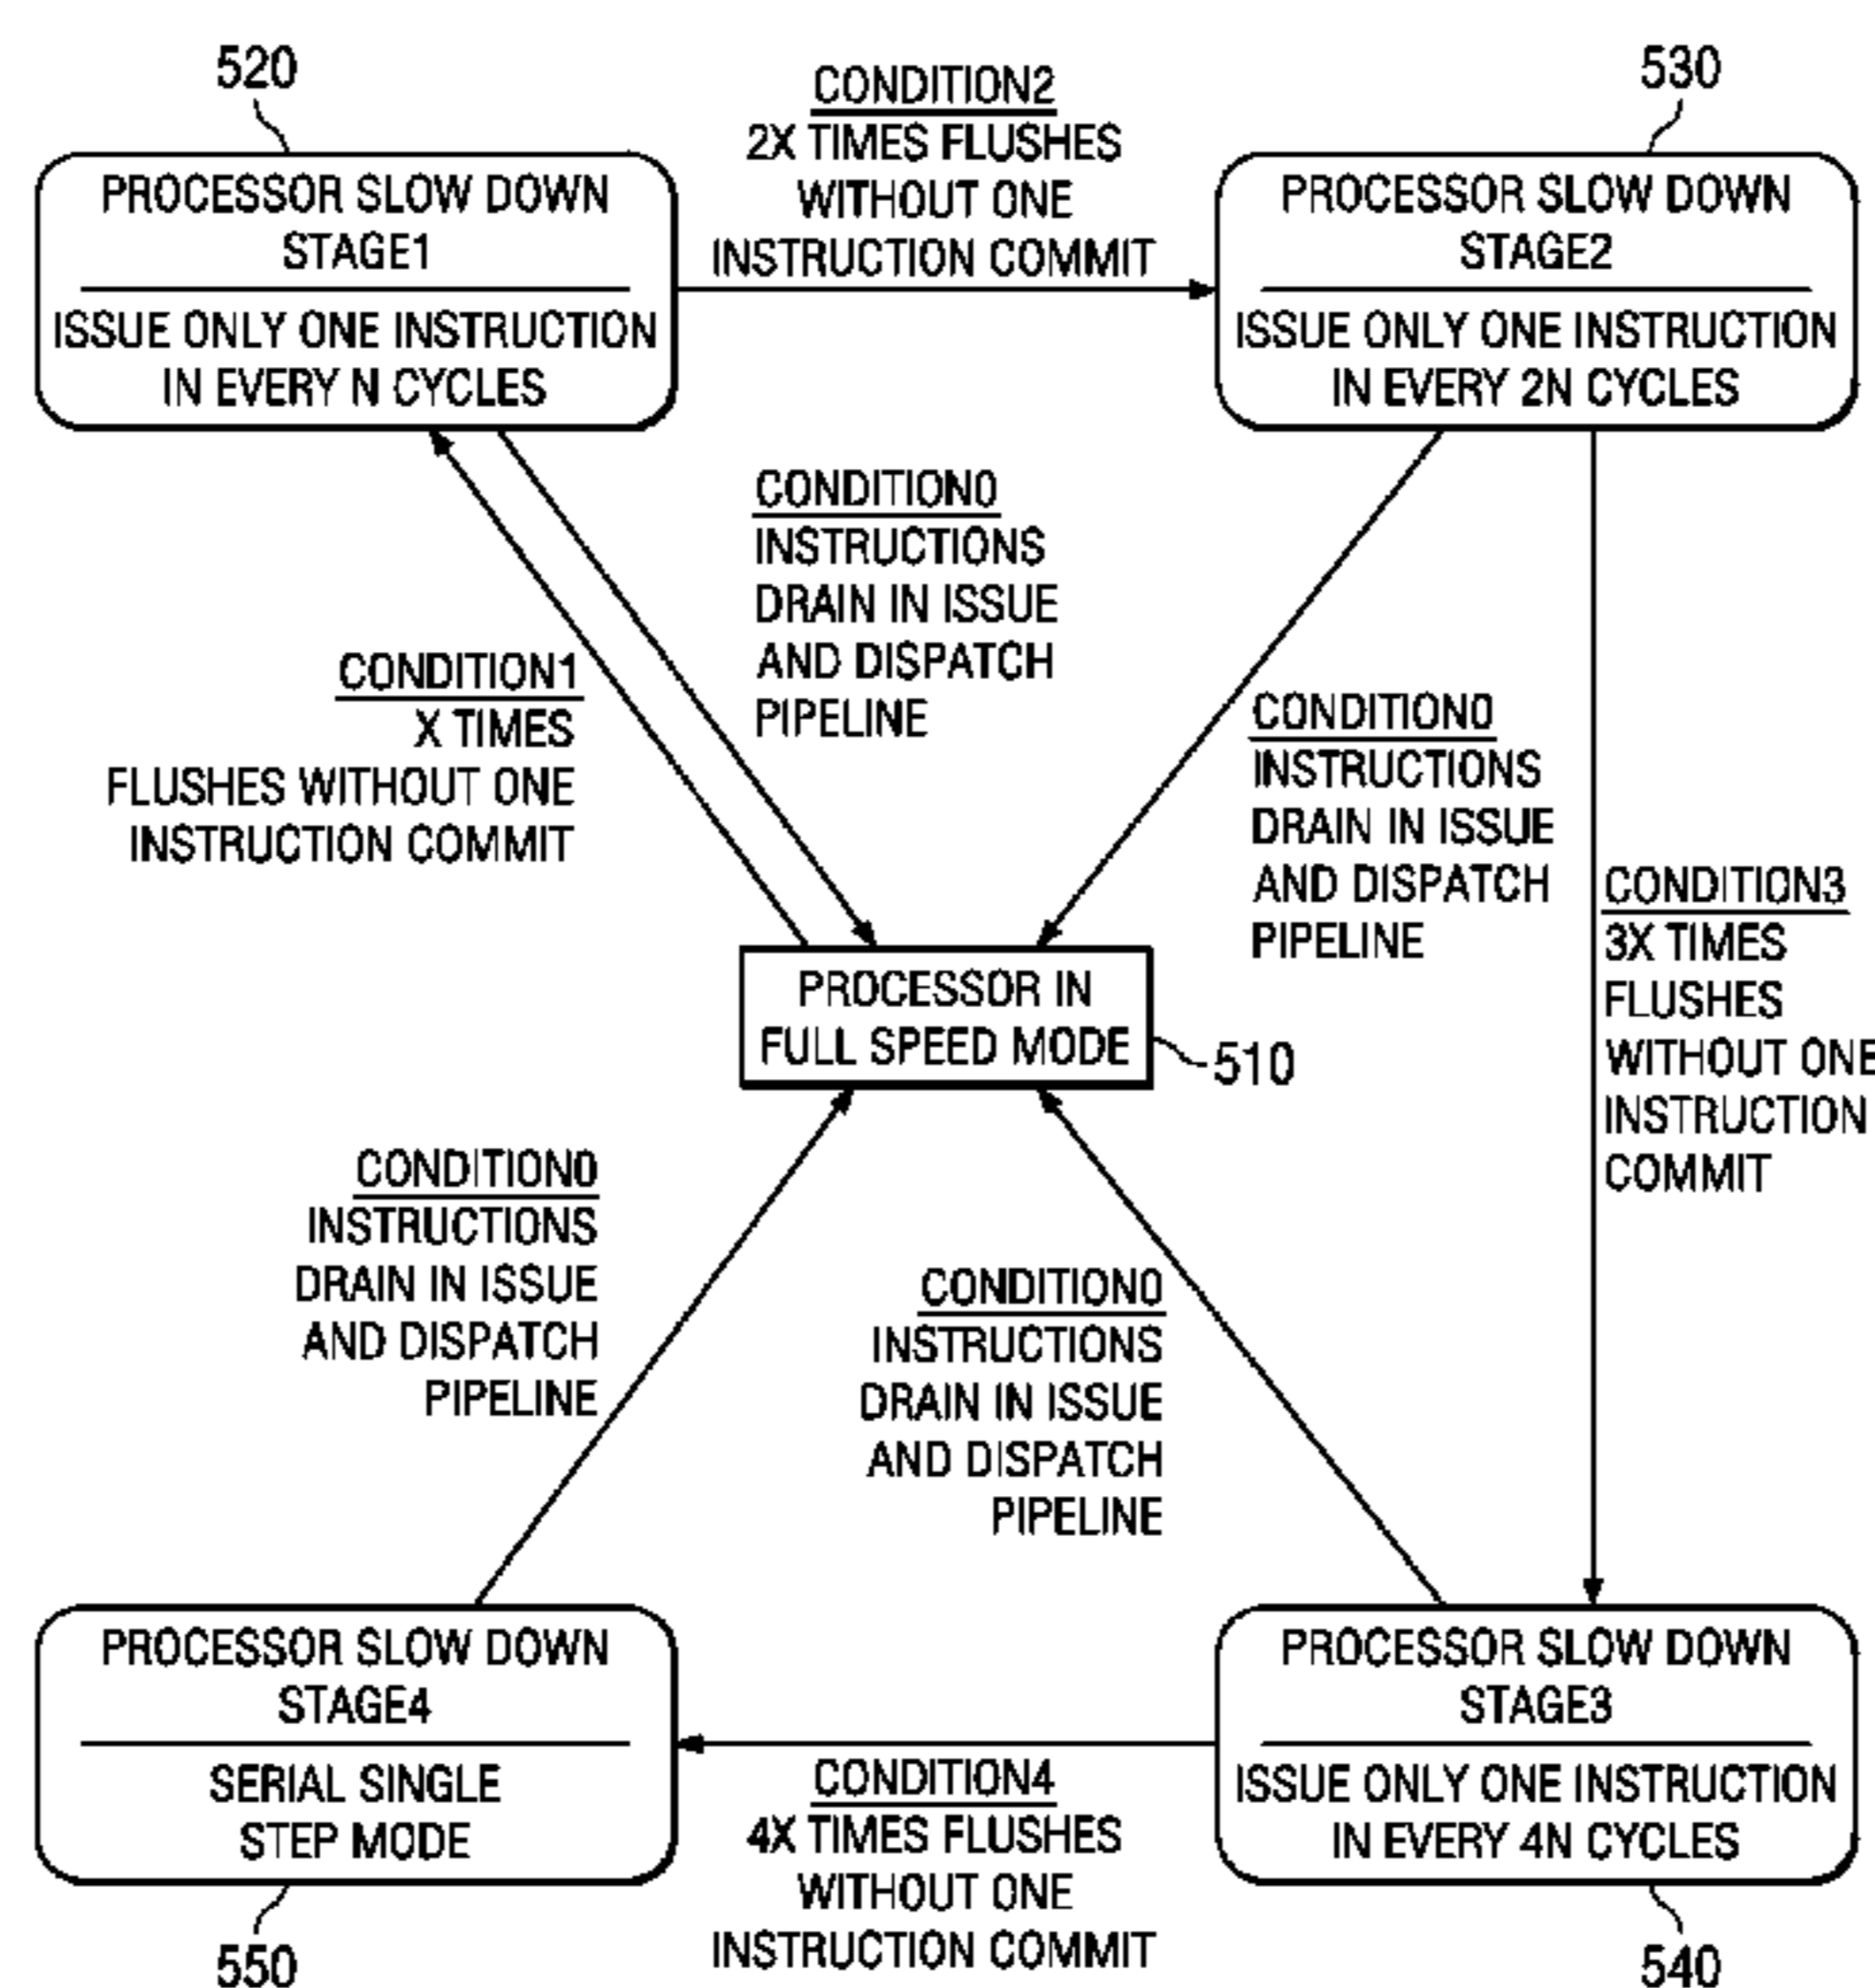 520
530
CONDITION2
2X TIMES FLUSHES
WITHOUT ONE
INSTRUCTION COMMIT
PROCESSOR SLOW DOWN
STAGE1
ISSUE ONLY ONE INSTRUCTION
IN EVERY N CYCLES
PROCESSOR SLOW DOWN
STAGE2
ISSUE ONLY ONE INSTRUCTION
IN EVERY 2N CYCLES
CONDITION0
INSTRUCTIONS
DRAIN IN ISSUE
AND DISPATCH
PIPELINE
CONDITION1
X TIMES
FLUSHES WITHOUT ONE
INSTRUCTION COMMIT
CONDITION0
INSTRUCTIONS
DRAIN IN ISSUE
AND DISPATCH
PIPELINE
CONDITION3
3X TIMES
FLUSHES
WITHOUT ONE
INSTRUCTION
COMMIT
PROCESSOR IN
FULL SPEED MODE
510
CONDITION0
INSTRUCTIONS
DRAIN IN ISSUE
AND DISPATCH
PIPELINE
CONDITION0
INSTRUCTIONS
DRAIN IN ISSUE
AND DISPATCH
PIPELINE
PROCESSOR SLOW DOWN
STAGE4
SERIAL SINGLE
STEP MODE
CONDITION4
4X TIMES FLUSHES
WITHOUT ONE
INSTRUCTION COMMIT
PROCESSOR SLOW DOWN
STAGE3
ISSUE ONLY ONE INSTRUCTION
IN EVERY 4N CYCLES
550
540